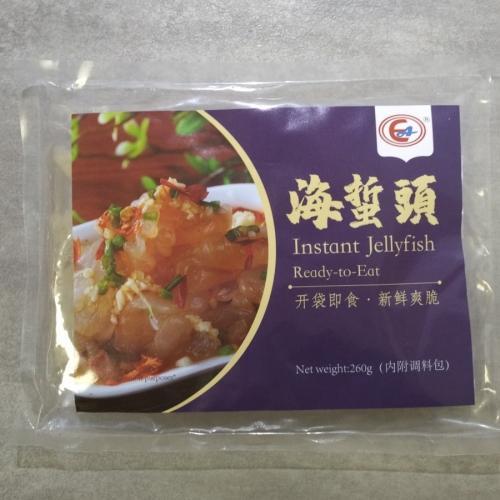 海蜇頭
Instant Jellyfish
Ready-to-Eat
开袋即食·新鲜爽脆
Net weight:260g（内附调料包）